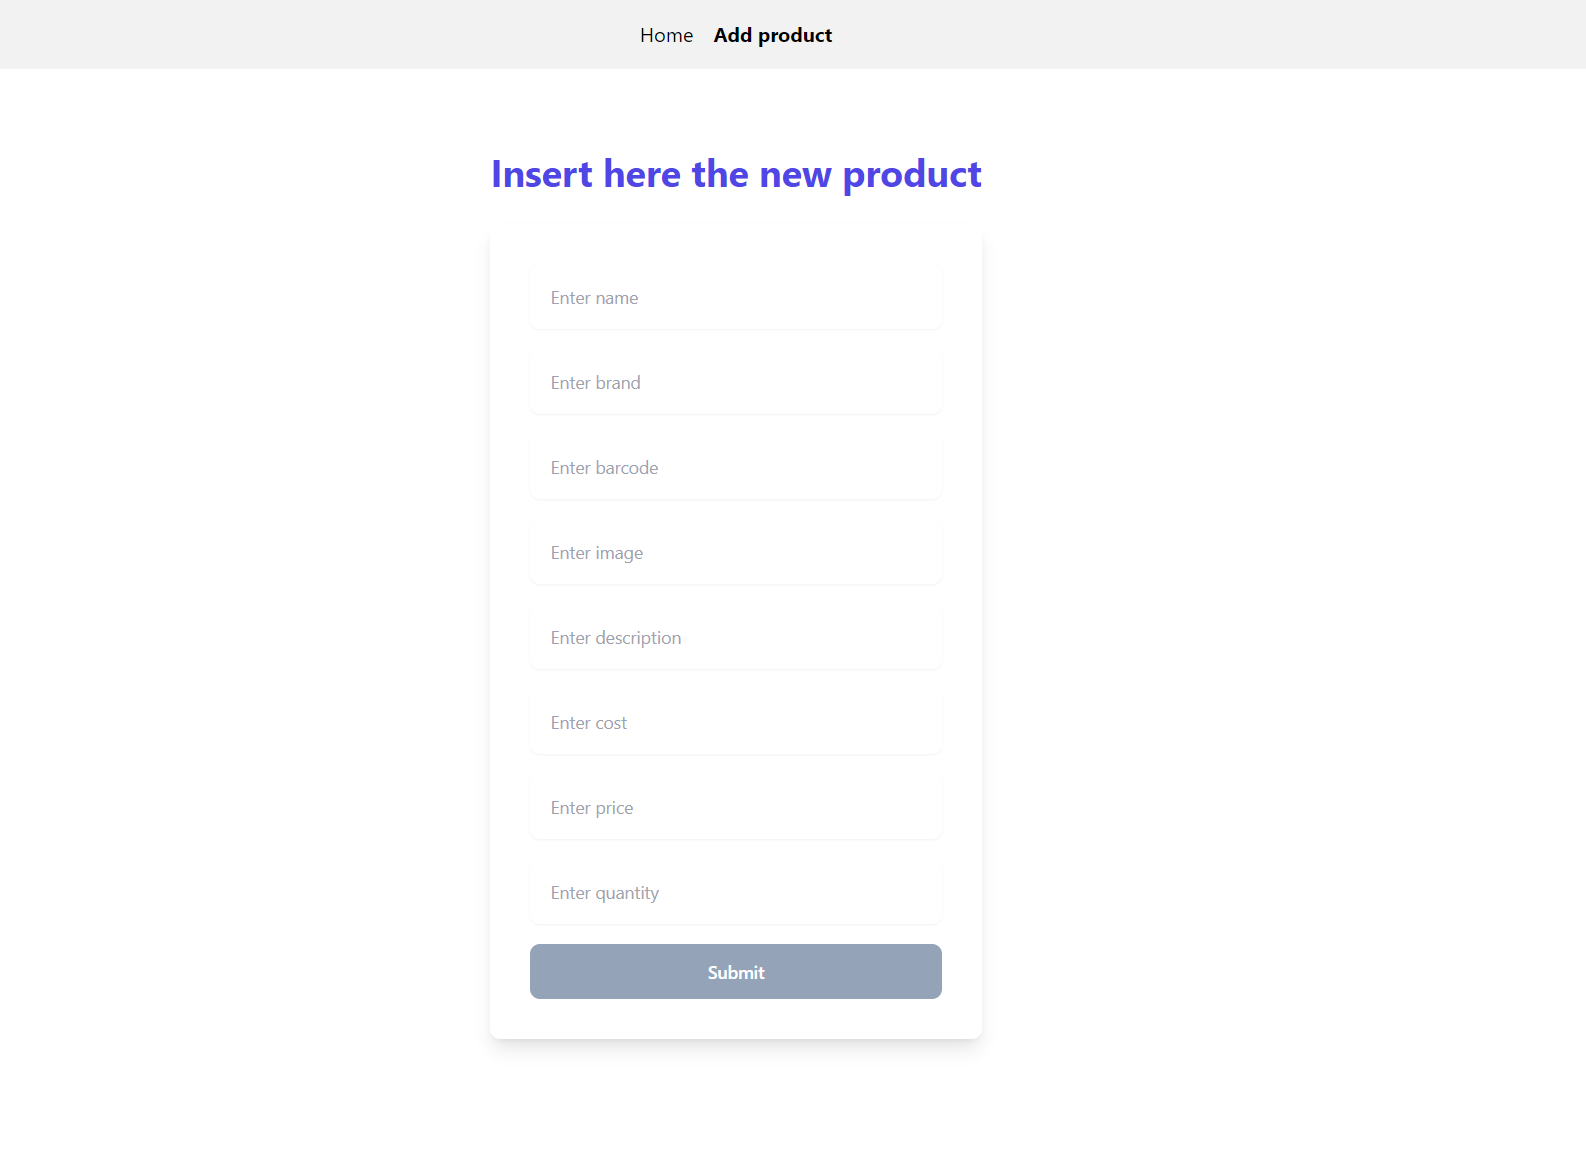 Home Add product
Insert here the new product
Enter name
Enter brand
Enter barcode
Enter image
Enter description
Enter cost
Enter price
Enter quantity
Submit